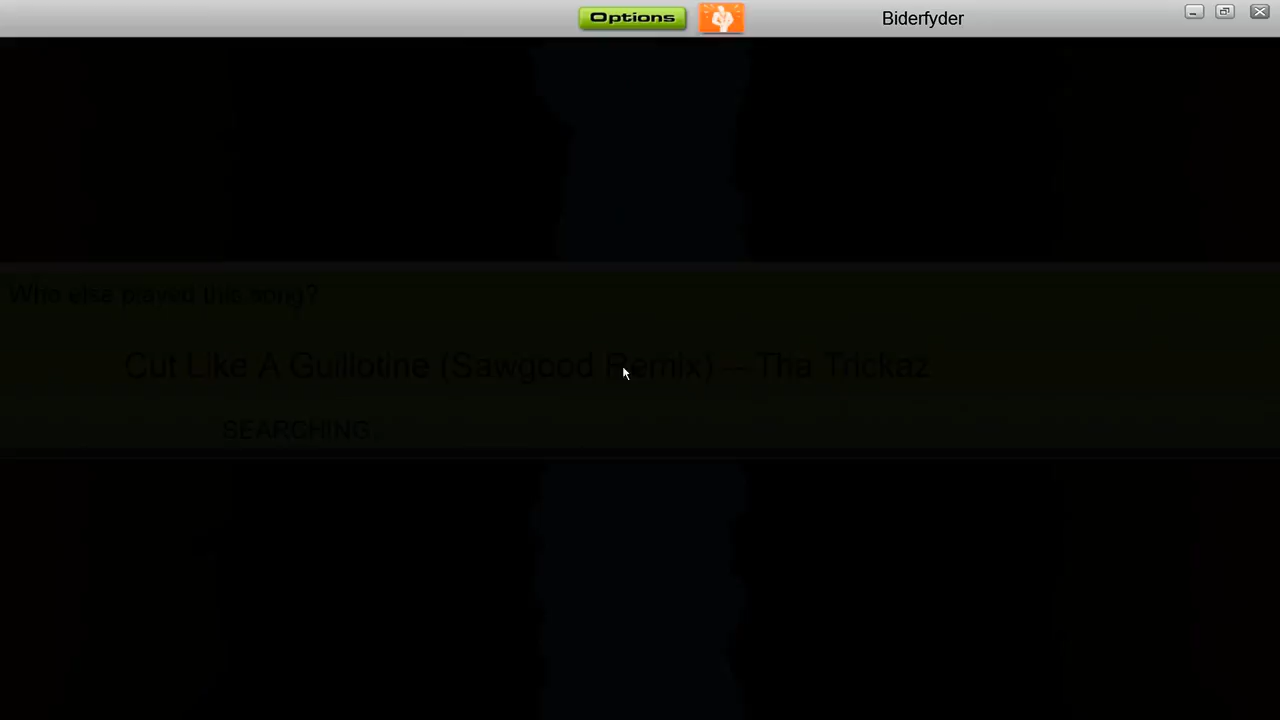 Options
Biderfyder
Who else played this song?
Cut Like A Guillotine (Sawgood Remix) — Tha Trickaz
SEARCHING